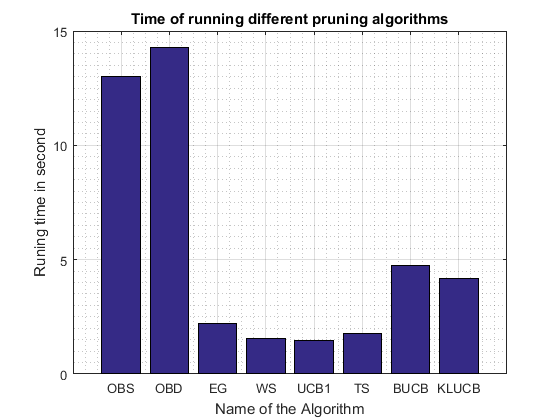 Time of running different pruning algorithms
15
10
5
0
Runing time in second
OBS OBD EG WS UCB1 TS BUCB KLUCB
Name of the Algorithm